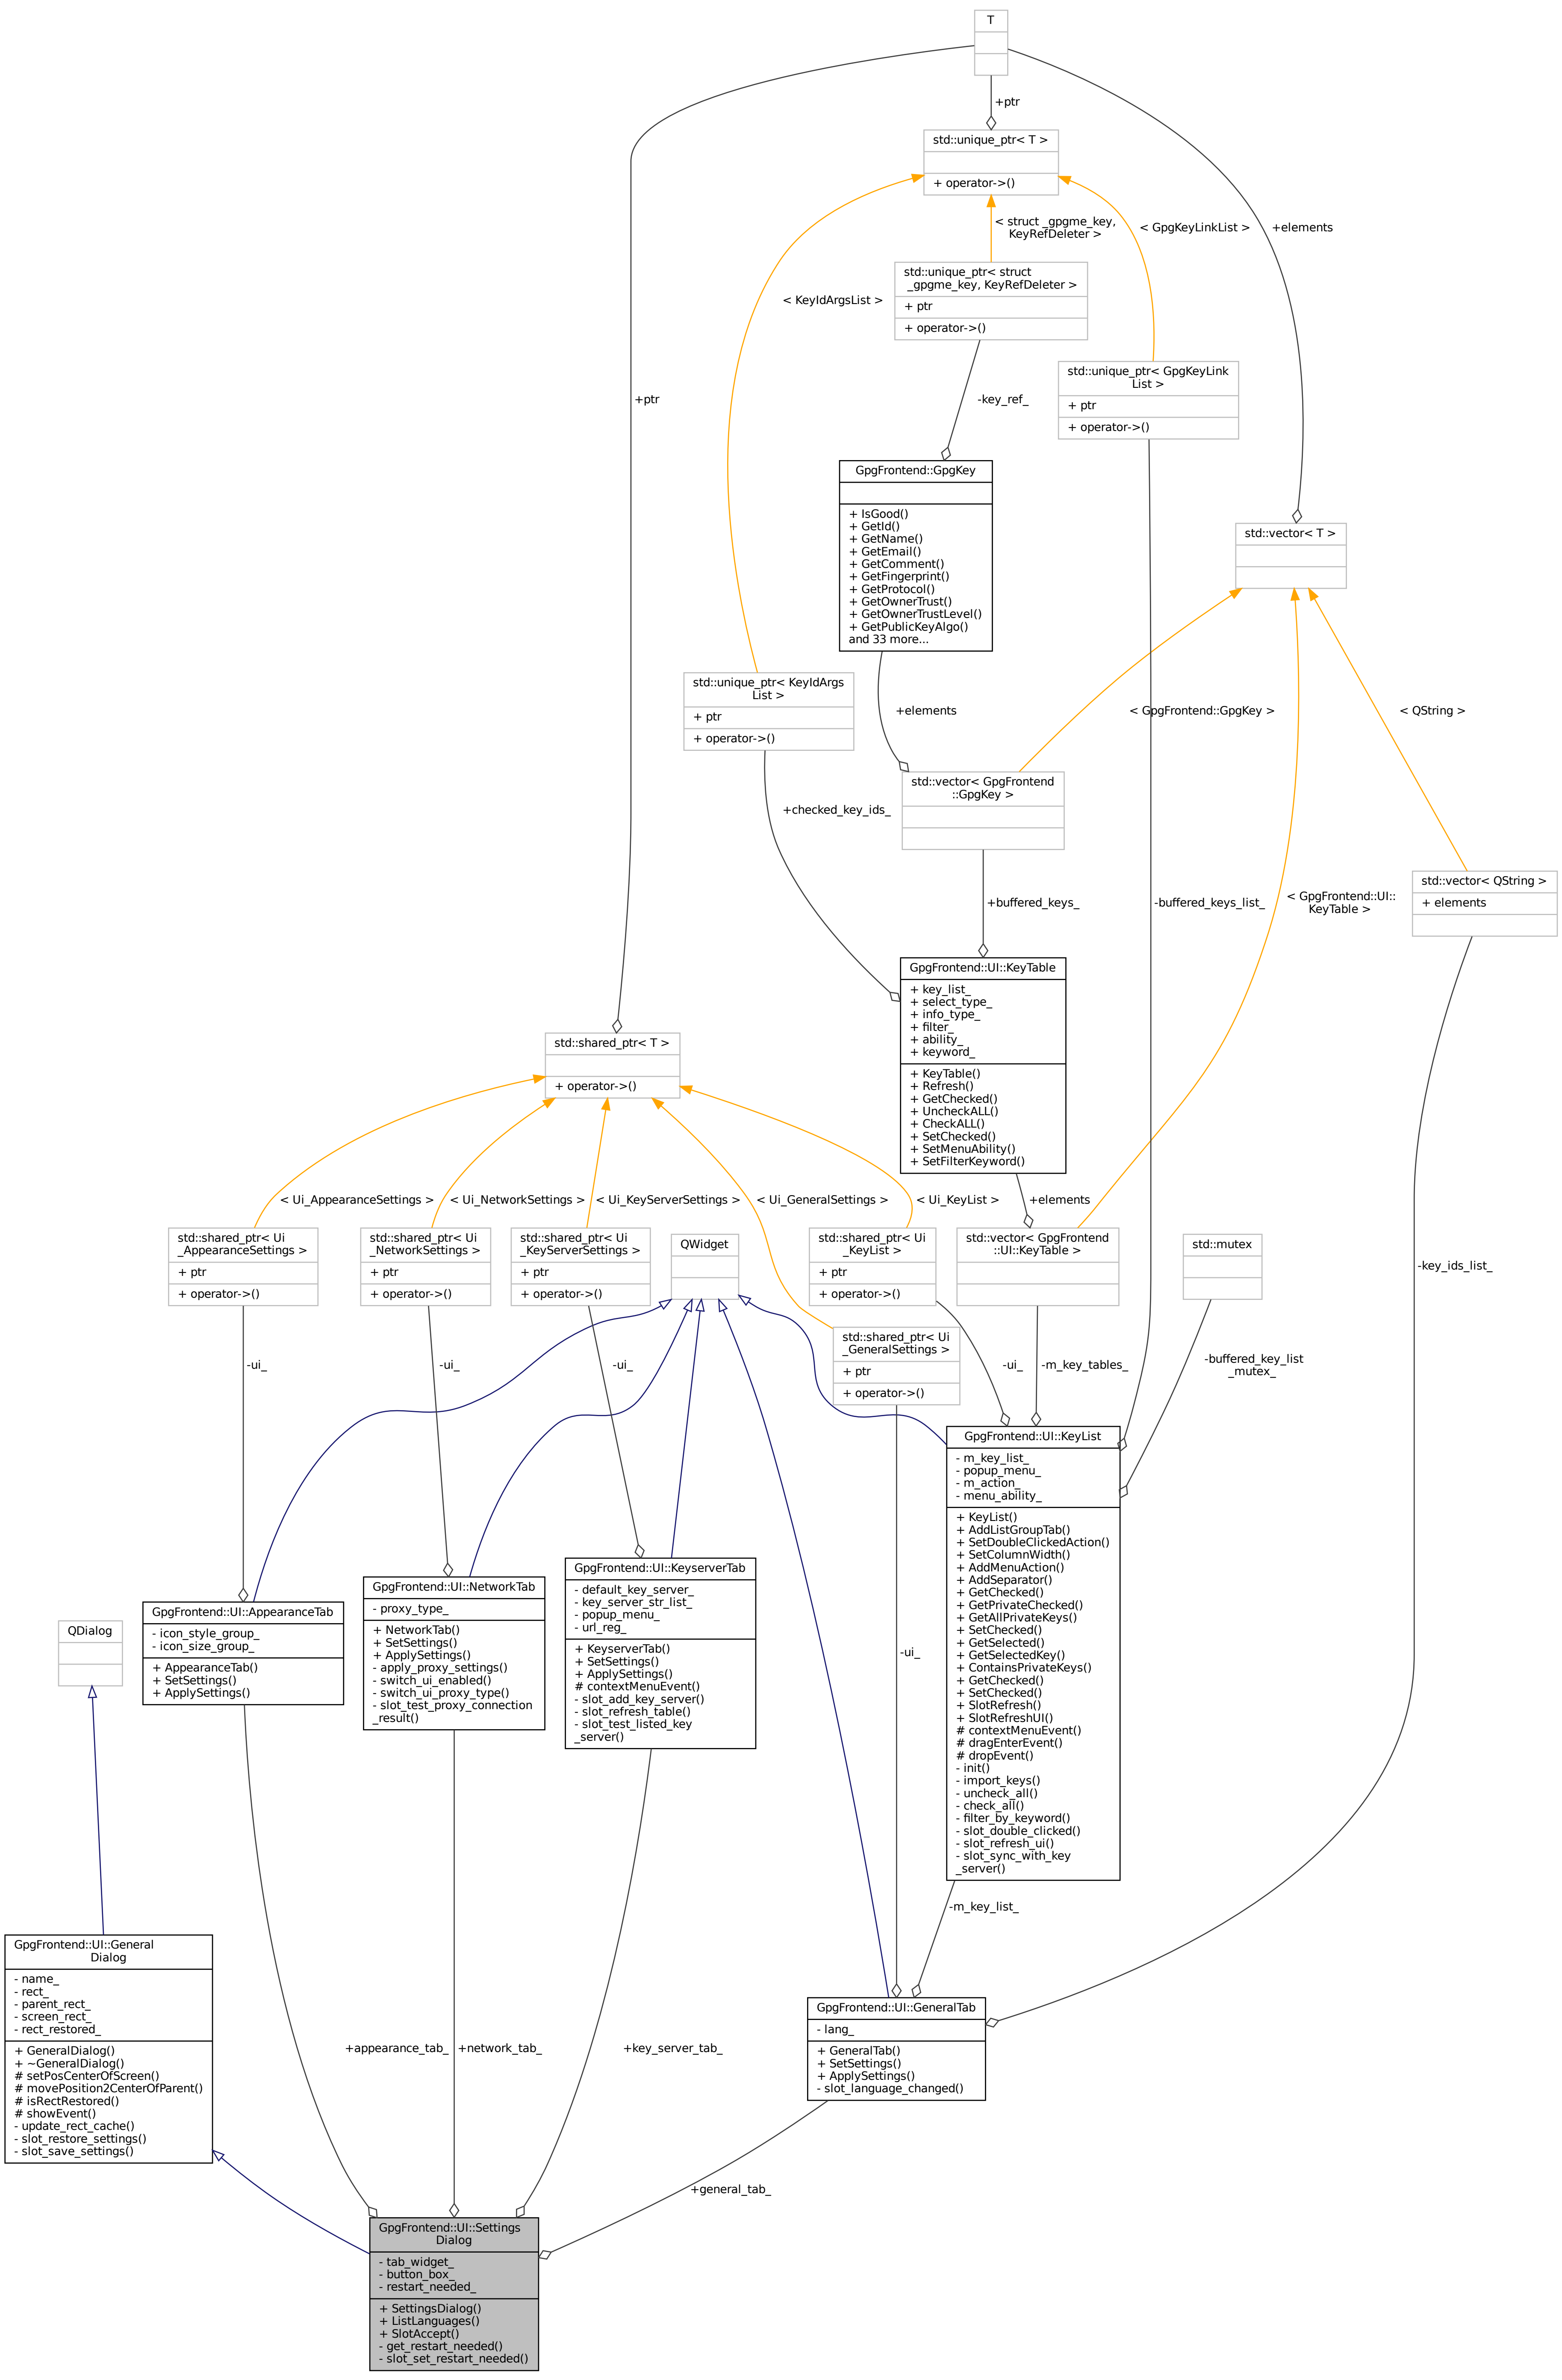 T
+ptr
std::unique_ptr< T >
+ operator->()
< struct _gpgme_key,
KeyRefDeleter >
< GpgKeyLinkList >
+elements
std::unique_ptr< struct
_gpgme_key, KeyRefDeleter >
+ ptr
+ operator->()
< KeyIdArgsList >
std::unique_ptr< GpgKeyLink
List >
+ ptr
+ operator->()
+ptr
-key_ref_
GpgFrontend::GpgKey
+ IsGood()
+ GetId()
+ GetName()
+ GetEmail()
+ GetComment()
+ GetFingerprint()
+ GetProtocol()
+ GetOwnerTrust()
+ GetOwnerTrustLevel()
+ GetPublicKeyAlgo()
and 33 more...
std::vector< T >
std::unique_ptr< KeyIdArgs
List >
+ ptr
+ operator->()
+elements
< GpgFrontend::GpgKey >
< QString >
std::vector< GpgFrontend
::GpgKey >
+checked_key_ids_
std::vector< QString >
+ elements
+buffered_keys_
-buffered_keys_list_
< GpgFrontend::UI::
KeyTable >
GpgFrontend::UI::KeyTable
+ key_list_
+ select_type_
+ info_type_
+ filter_
+ ability_
+ keyword_
+ KeyTable()
+ Refresh()
+ GetChecked()
+ UncheckALL()
+ CheckALL()
+ SetChecked()
+ SetMenuAbility()
+ SetFilterKeyword()
std::shared_ptr< T >
+ operator->()
< Ui_AppearanceSettings >
< Ui_NetworkSettings >
< Ui_KeyServerSettings >
< Ui_GeneralSettings >
< Ui_KeyList >
+elements
std::shared_ptr< Ui
_AppearanceSettings >
+ ptr
+ operator->()
std::shared_ptr< Ui
_NetworkSettings >
+ ptr
+ operator->()
std::shared_ptr< Ui
_KeyServerSettings >
+ ptr
+ operator->()
QWidget
std::shared_ptr< Ui
_KeyList >
+ ptr
+ operator->()
std::vector< GpgFrontend
::UI::KeyTable >
std::mutex
-key_ids_list_
std::shared_ptr< Ui
_GeneralSettings >
+ ptr
+ operator->()
-ui_
-ui_
-ui_
-ui_
-m_key_tables_
-buffered_key_list
_mutex_
GpgFrontend::UI::KeyList
- m_key_list_
- popup_menu_
- m_action_
- menu_ability_
+ KeyList()
+ AddListGroupTab()
+ SetDoubleClickedAction()
+ SetColumnWidth()
+ AddMenuAction()
+ AddSeparator()
+ GetChecked()
+ GetPrivateChecked()
+ GetAllPrivateKeys()
+ SetChecked()
+ GetSelected()
+ GetSelectedKey()
+ ContainsPrivateKeys()
+ GetChecked()
+ SetChecked()
+ SlotRefresh()
+ SlotRefreshUI()
# contextMenuEvent()
# dragEnterEvent()
# dropEvent()
- init()
- import_keys()
- uncheck_all()
- check_all()
- filter_by_keyword()
- slot_double_clicked()
- slot_refresh_ui()
- slot_sync_with_key
_server()
GpgFrontend::UI::KeyserverTab
- default_key_server_
- key_server_str_list_
- popup_menu_
- url_reg_
+ KeyserverTab()
+ SetSettings()
+ ApplySettings()
# contextMenuEvent()
- slot_add_key_server()
- slot_refresh_table()
- slot_test_listed_key
_server()
GpgFrontend::UI::NetworkTab
- proxy_type_
+ NetworkTab()
+ SetSettings()
+ ApplySettings()
- apply_proxy_settings()
- switch_ui_enabled()
- switch_ui_proxy_type()
- slot_test_proxy_connection
_result()
GpgFrontend::UI::AppearanceTab
- icon_style_group_
- icon_size_group_
+ AppearanceTab()
+ SetSettings()
+ ApplySettings()
QDialog
-ui_
-m_key_list_
GpgFrontend::UI::General
Dialog
- name_
- rect_
- parent_rect_
- screen_rect_
- rect_restored_
+ GeneralDialog()
+ ~GeneralDialog()
# setPosCenterOfScreen()
# movePosition2CenterOfParent()
# isRectRestored()
# showEvent()
- update_rect_cache()
- slot_restore_settings()
- slot_save_settings()
GpgFrontend::UI::GeneralTab
- lang_
+ GeneralTab()
+ SetSettings()
+ ApplySettings()
- slot_language_changed()
+appearance_tab_
+network_tab_
+key_server_tab_
+general_tab_
GpgFrontend::UI::Settings
Dialog
- tab_widget_
- button_box_
- restart_needed_
+ SettingsDialog()
+ ListLanguages()
+ SlotAccept()
- get_restart_needed()
- slot_set_restart_needed()